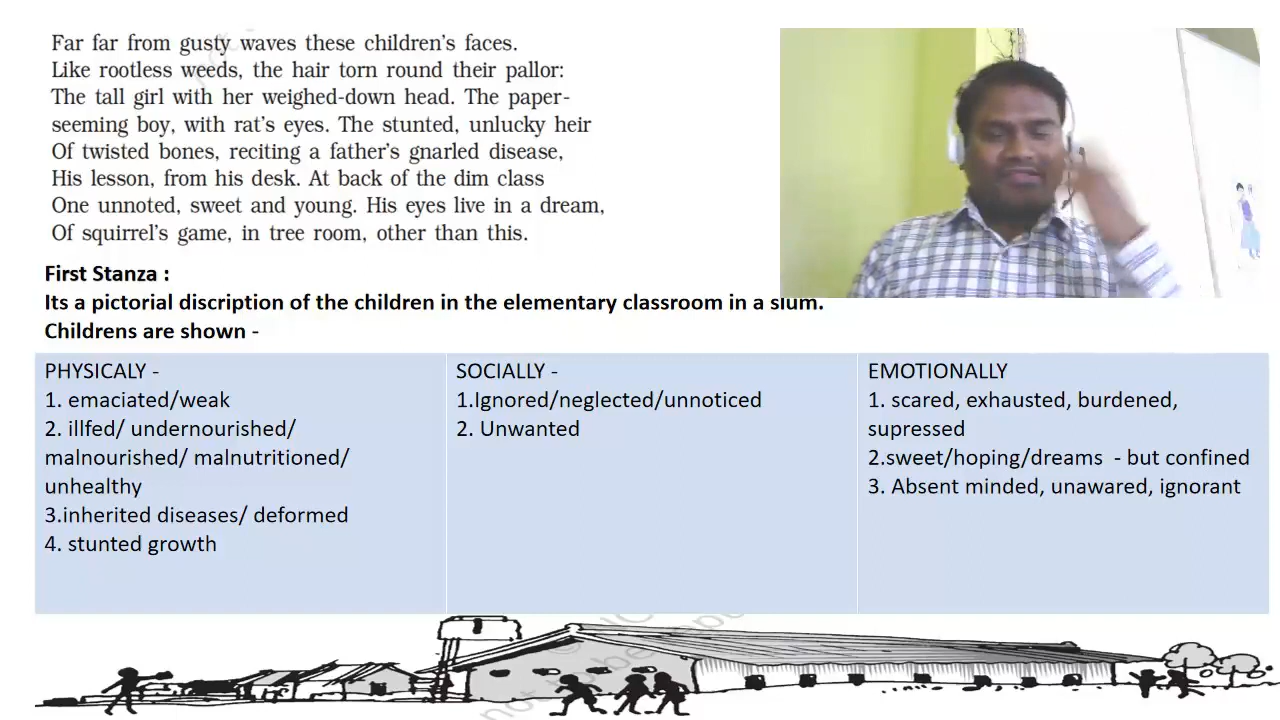 Far far from gusty waves these children's faces.
Like rootless weeds, the hair torn round their pallor:
The tall girl with her weighed-down head. The paper-
seeming boy, with rat's eyes. The stunted, unlucky heir
Of twisted bones, reciting a father's gnarled disease,
His lesson, from his desk. At back of the dim class
One unnoted, sweet and young. His eyes live in a dream,
Of squirrel's game, in tree room, other than this.
First Stanza :
Its a pictorial discription of the children in the elementary classroom in a slum.
Childrens are shown -
PHYSICALY -
1. emaciated/weak
2. illfed/ undernourished/
malnourished/ malnutritioned/
unhealthy
3.inherited diseases/ deformed
4. stunted growth
SOCIALLY -
1.Ignored/neglected/unnoticed
2. Unwanted
EMOTIONALLY
1. scared, exhausted, burdened,
supressed
2.sweet/hoping/dreams  - but confined
3. Absent minded, unawared, ignorant